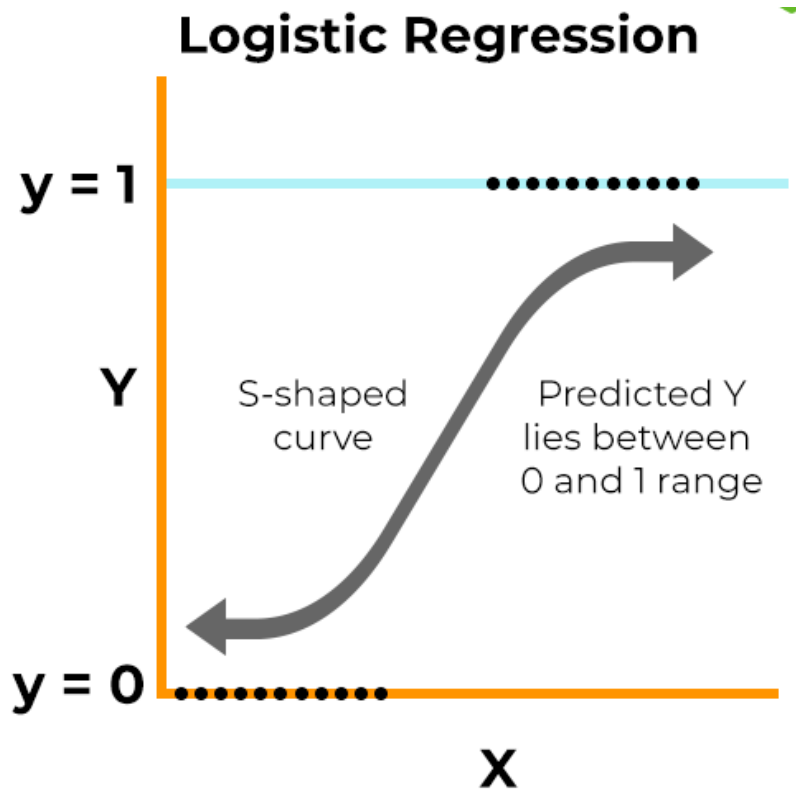 Logistic Regression
y = 1
Y
S-shaped
curve
Predicted Y
lies between
0 and 1 range
y = 0
X